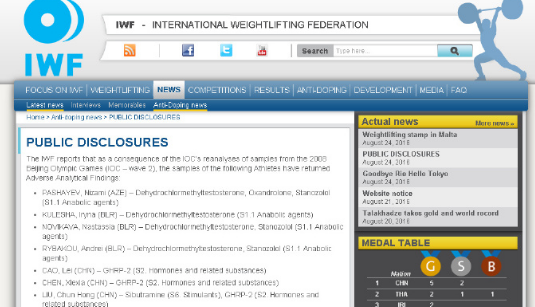 IWF - INTERNATIONAL WEIGHTLIFTING FEDERATION
IWF
Search Type here...
FOCUS ON IWF WEIGHTLIFTING NEWS COMPETITIONS RESULTS ANTI-DOPING DEVELOPMENT MEDIA FAQ
Latest news Interviews Memorables Anti-Doping news
Home > Anti-doping news > PUBLIC DISCLOSURES
PUBLIC DISCLOSURES
The IWF reports that as a consequence of the IOC's reanalyses of samples from the 2008
Beijing Olympic Games (IOC – wave 2), the samples of the following Athletes have returned
Adverse Analytical Findings:
• PASHAYEV, Nizami (AZE) – Dehydrochlormethyltestosterone, Oxandrolone, Stanozolol
(S1.1 Anabolic agents)
• KULESHA, Iryna (BLR) – Dehydrochlormethyltestosterone (S1.1 Anabolic agents)
• NOVIKAVA, Nastassia (BLR) – Dehydrochlormethyltestosterone, Stanozolol (S1.1 Anabolic
agents)
• RYBAKOU, Andrei (BLR) – Dehydrochlormethyltestosterone, Stanozolol (S1.1 Anabolic
agents)
• CAO, Lei (CHN) – GHRP-2 (S2. Hormones and related substances)
• CHEN, Xiexia (CHN) – GHRP-2 (S2. Hormones and related substances)
• LIU, Chun Hong (CHN) – Sibutramine (S6. Stimulants), GHRP-2 (S2. Hormones and
related substances)
Actual news More news »
Weightlifting stamp in Malta
August 24, 2016
PUBLIC DISCLOSURES
August 24, 2016
Goodbye Rio Hello Tokyo
August 24, 2016
Website notice
August 21, 2016
Talakhadze takes gold and world record
August 20, 2016
MEDAL TABLE
Nation G S B
1 CHN 5 2
2 THA 2 1 1
3 IRI 2